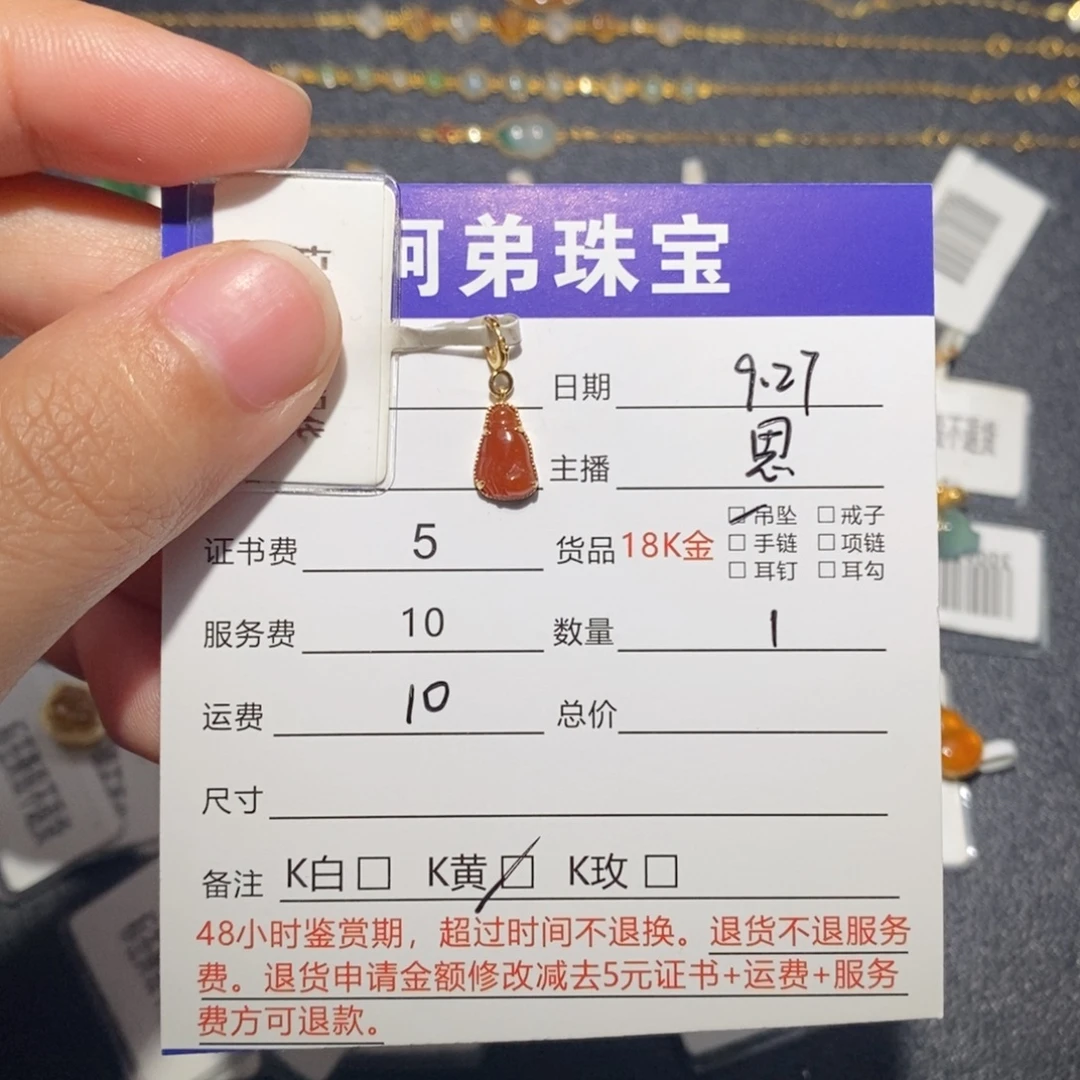 弟珠宝
日期 9.27
主播 思
证书费 5 货品 18K金 吊坠 戒子
手链 项链
耳钉 耳勾
服务费 10 数量 1
运费 10 总价
尺寸
备注 K白 K黄 K玫
48小时鉴赏期，超过时间不退换。退货不退服务
费。退货申请金额修改减去5元证书+运费+服务
费方可退款。